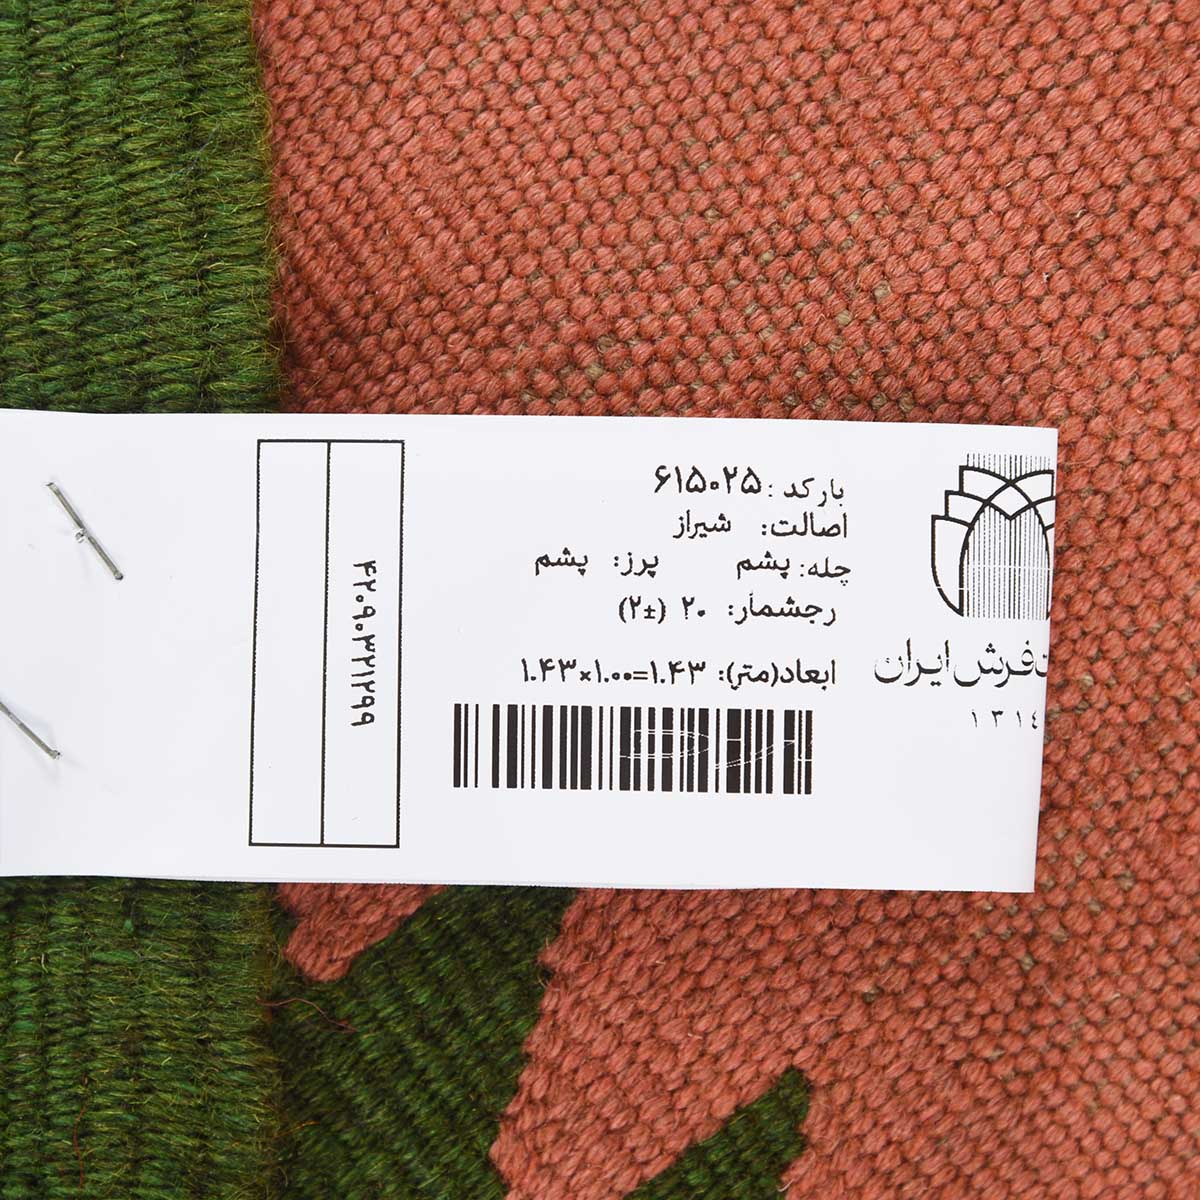 بارکد: ۶۱۵۰۲۵
اصالت: شیراز
چله: پشم پرز: پشم
رجشمار: ۲۰ (±۲)
ابعاد(متر): ۱.۴۳=۱.۰۰×۱.۴۳
فرش ایران
۱۳۱۴